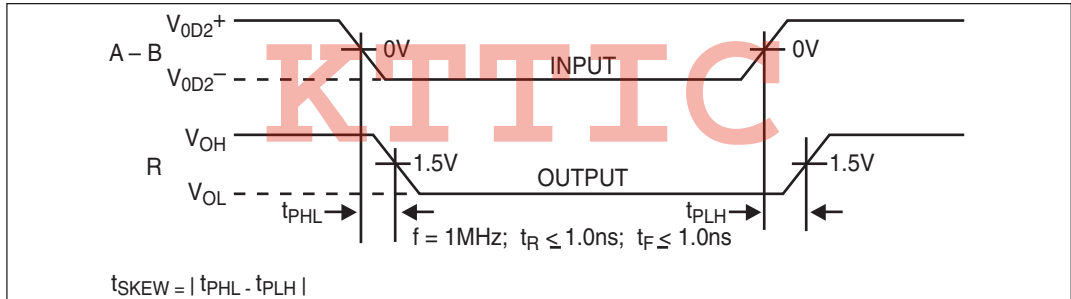 V0D2+
A – B
0V
0V
INPUT
V0D2–
KTTIC
VOH
R
1.5V
1.5V
OUTPUT
VOL
tPHL
tPLH
f = 1MHz; tR ≤ 1.0ns; tF ≤ 1.0ns
tSKEW = | tPHL - tPLH |